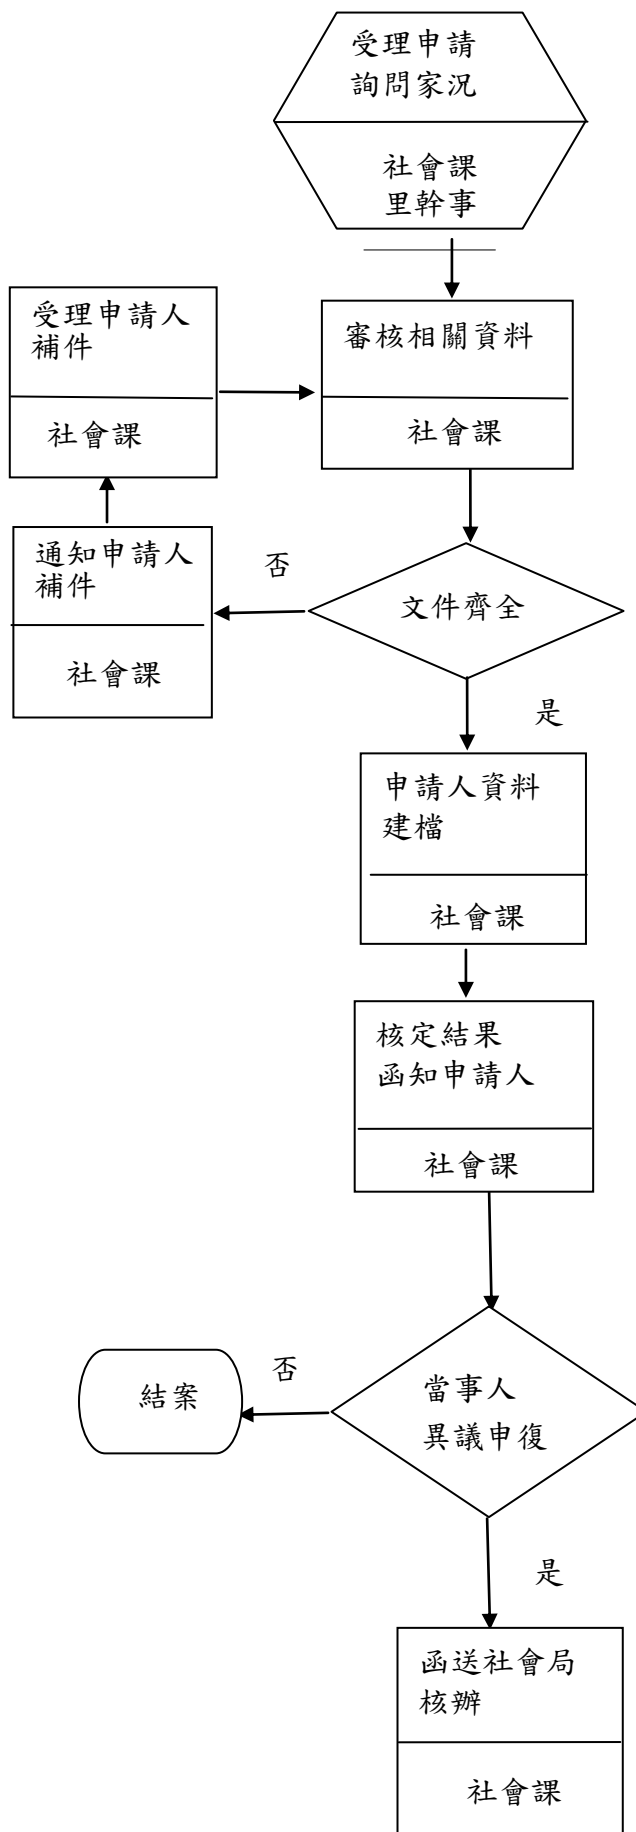 受理申請
詢問家況
社會課
里幹事
受理申請人
補件
社會課
審核相關資料
社會課
通知申請人
補件
社會課
否
文件齊全
是
申請人資料
建檔
社會課
核定結果
函知申請人
社會課
結案
否
當事人
異議申復
是
函送社會局
核辦
社會課